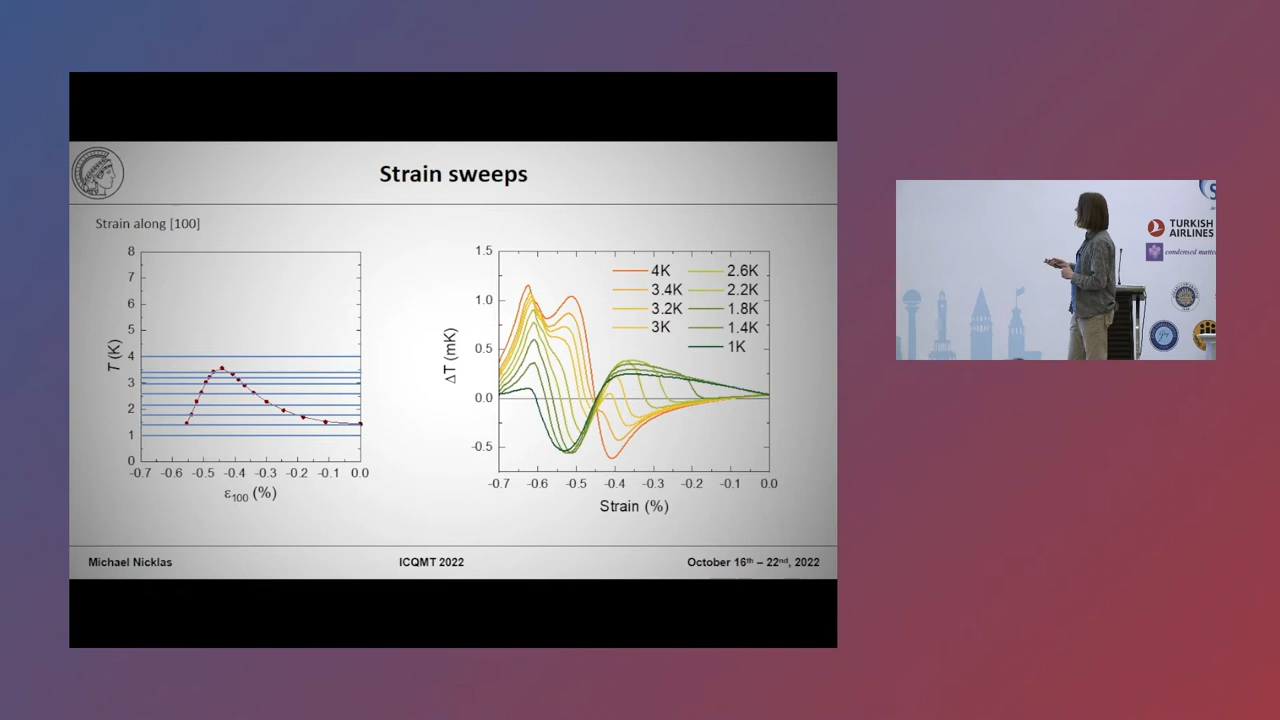 Strain sweeps
Strain along [100]
8
7
6
5
4
3
2
1
0
T (K)
-0.7 -0.6 -0.5 -0.4 -0.3 -0.2 -0.1 0.0
ε100 (%)
1.5
1.0
0.5
0.0
-0.5
ΔT (mK)
4K 2.6K
3.4K 2.2K
3.2K 1.8K
3K 1.4K
1K
-0.7 -0.6 -0.5 -0.4 -0.3 -0.2 -0.1 0.0
Strain (%)
Michael Nicklas ICQMT 2022 October 16th – 22nd, 2022
TURKISH
AIRLINES
condensed